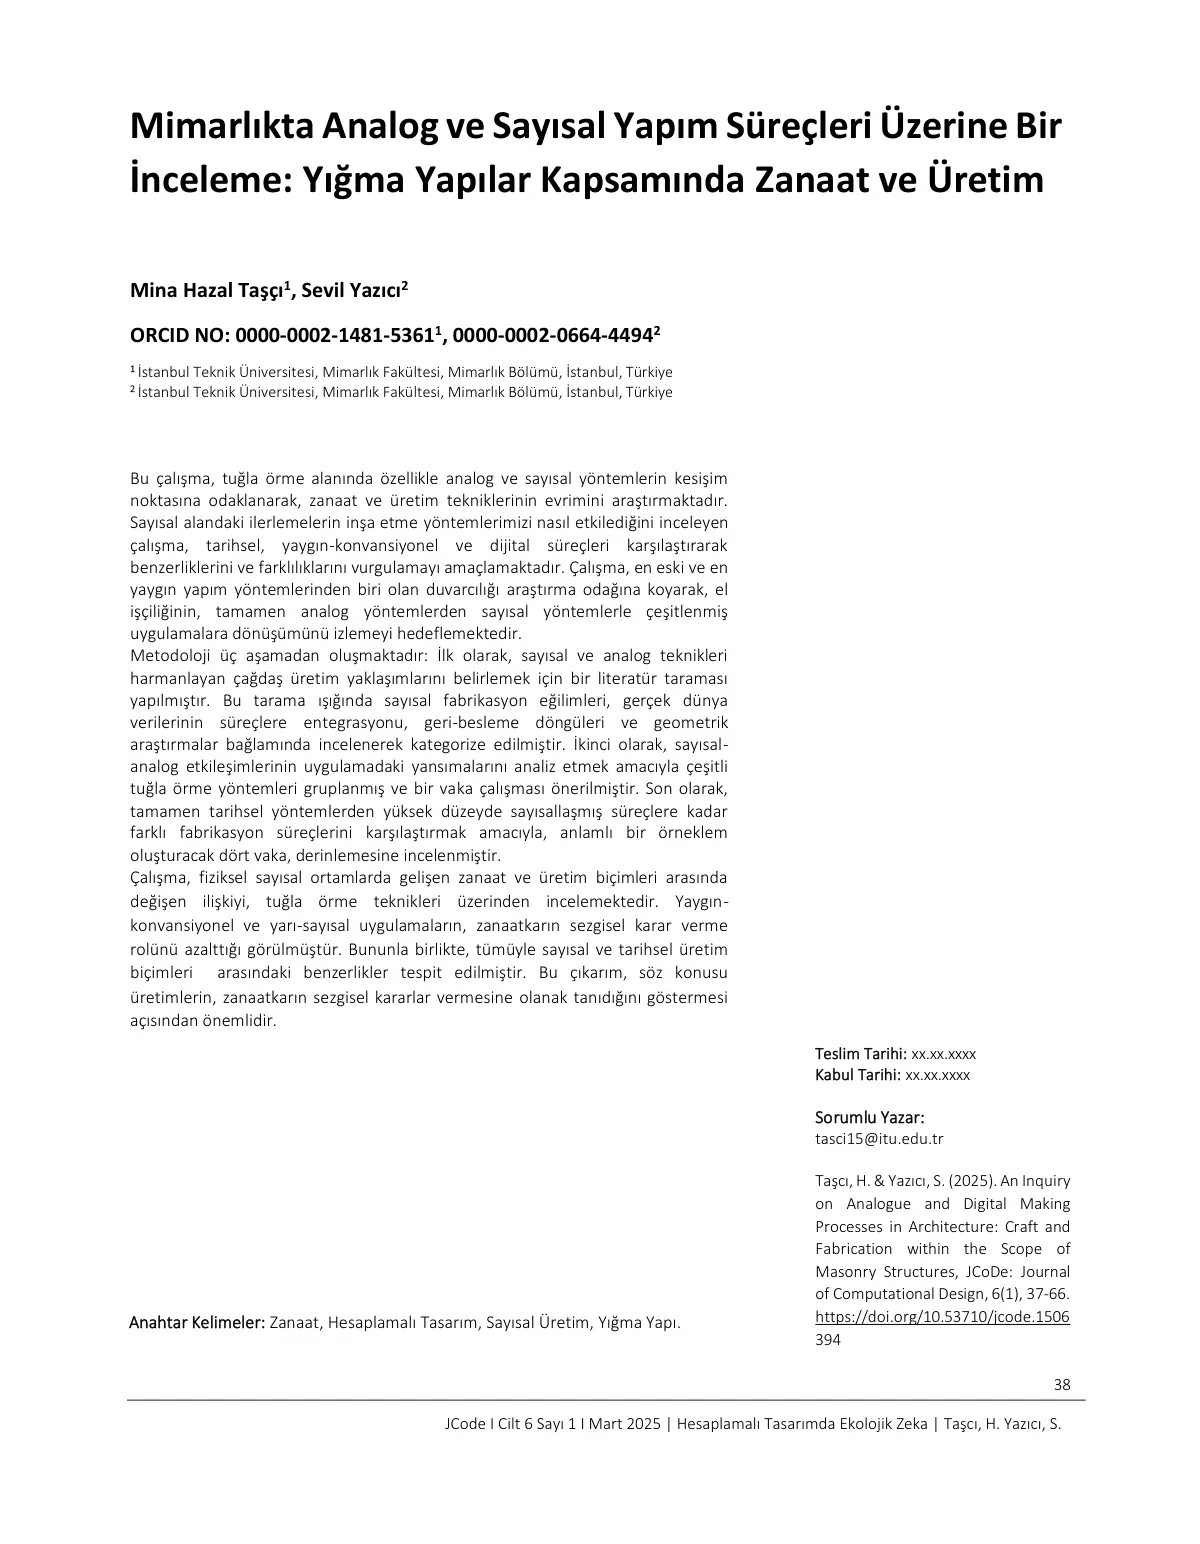 Mimarlıkta Analog ve Sayısal Yapım Süreçleri Üzerine Bir
İnceleme: Yığma Yapılar Kapsamında Zanaat ve Üretim
Mina Hazal Taşçı¹, Sevil Yazıcı²
ORCID NO: 0000-0002-1481-5361¹, 0000-0002-0664-4494²
¹ İstanbul Teknik Üniversitesi, Mimarlık Fakültesi, Mimarlık Bölümü, İstanbul, Türkiye
² İstanbul Teknik Üniversitesi, Mimarlık Fakültesi, Mimarlık Bölümü, İstanbul, Türkiye
Bu çalışma, tuğla örme alanında özellikle analog ve sayısal yöntemlerin kesişim
noktasına odaklanarak, zanaat ve üretim tekniklerinin evrimini araştırmaktadır.
Sayısal alandaki ilerlemelerin inşa etme yöntemlerimizi nasıl etkilediğini inceleyen
çalışma, tarihsel, yaygın-konvansiyonel ve dijital süreçleri karşılaştırarak
benzerliklerini ve farklılıklarını vurgulamayı amaçlamaktadır. Çalışma, en eski ve en
yaygın yapım yöntemlerinden biri olan duvarcılığı araştırma odağına koyarak, el
işçiliğinin, tamamen analog yöntemlerden sayısal yöntemlerle çeşitlenmiş
uygulamalara dönüşümünü izlemeyi hedeflemektedir.
Metodoloji üç aşamadan oluşmaktadır: İlk olarak, sayısal ve analog teknikleri
harmanlayan çağdaş üretim yaklaşımlarını belirlemek için bir literatür taraması
yapılmıştır. Bu tarama ışığında sayısal fabrikasyon eğilimleri, gerçek dünya
verilerinin süreçlere entegrasyonu, geri-besleme döngüleri ve geometrik
araştırmalar bağlamında incelenerek kategorize edilmiştir. İkinci olarak, sayısal-
analog etkileşimlerinin uygulamadaki yansımalarını analiz etmek amacıyla çeşitli
tuğla örme yöntemleri gruplanmış ve bir vaka çalışması önerilmiştir. Son olarak,
tamamen tarihsel yöntemlerden yüksek düzeyde sayısallaşmış süreçlere kadar
farklı fabrikasyon süreçlerini karşılaştırmak amacıyla, anlamlı bir örneklem
oluşturacak dört vaka, derinlemesine incelenmiştir.
Çalışma, fiziksel sayısal ortamlarda gelişen zanaat ve üretim biçimleri arasında
değişen ilişkiyi, tuğla örme teknikleri üzerinden incelemektedir. Yaygın-
konvansiyonel ve yarı-sayısal uygulamaların, zanaatkarın sezgisel karar verme
rolünü azalttığı görülmüştür. Bununla birlikte, tümüyle sayısal ve tarihsel üretim
biçimleri arasındaki benzerlikler tespit edilmiştir. Bu çıkarım, söz konusu
üretimlerin, zanaatkarın sezgisel kararlar vermesine olanak tanıdığını göstermesi
açısından önemlidir.
Teslim Tarihi: xx.xx.xxxx
Kabul Tarihi: xx.xx.xxxx
Sorumlu Yazar:
tasci15@itu.edu.tr
Taşcı, H. & Yazıcı, S. (2025). An Inquiry
on Analogue and Digital Making
Processes in Architecture: Craft and
Fabrication within the Scope of
Masonry Structures, JCoDe: Journal
of Computational Design, 6(1), 37-66.
https://doi.org/10.53710/jcode.1506
394
Anahtar Kelimeler: Zanaat, Hesaplamalı Tasarım, Sayısal Üretim, Yığma Yapı.
38
JCode I Cilt 6 Sayı 1 I Mart 2025 | Hesaplamalı Tasarımda Ekolojik Zeka | Taşcı, H. Yazıcı, S.